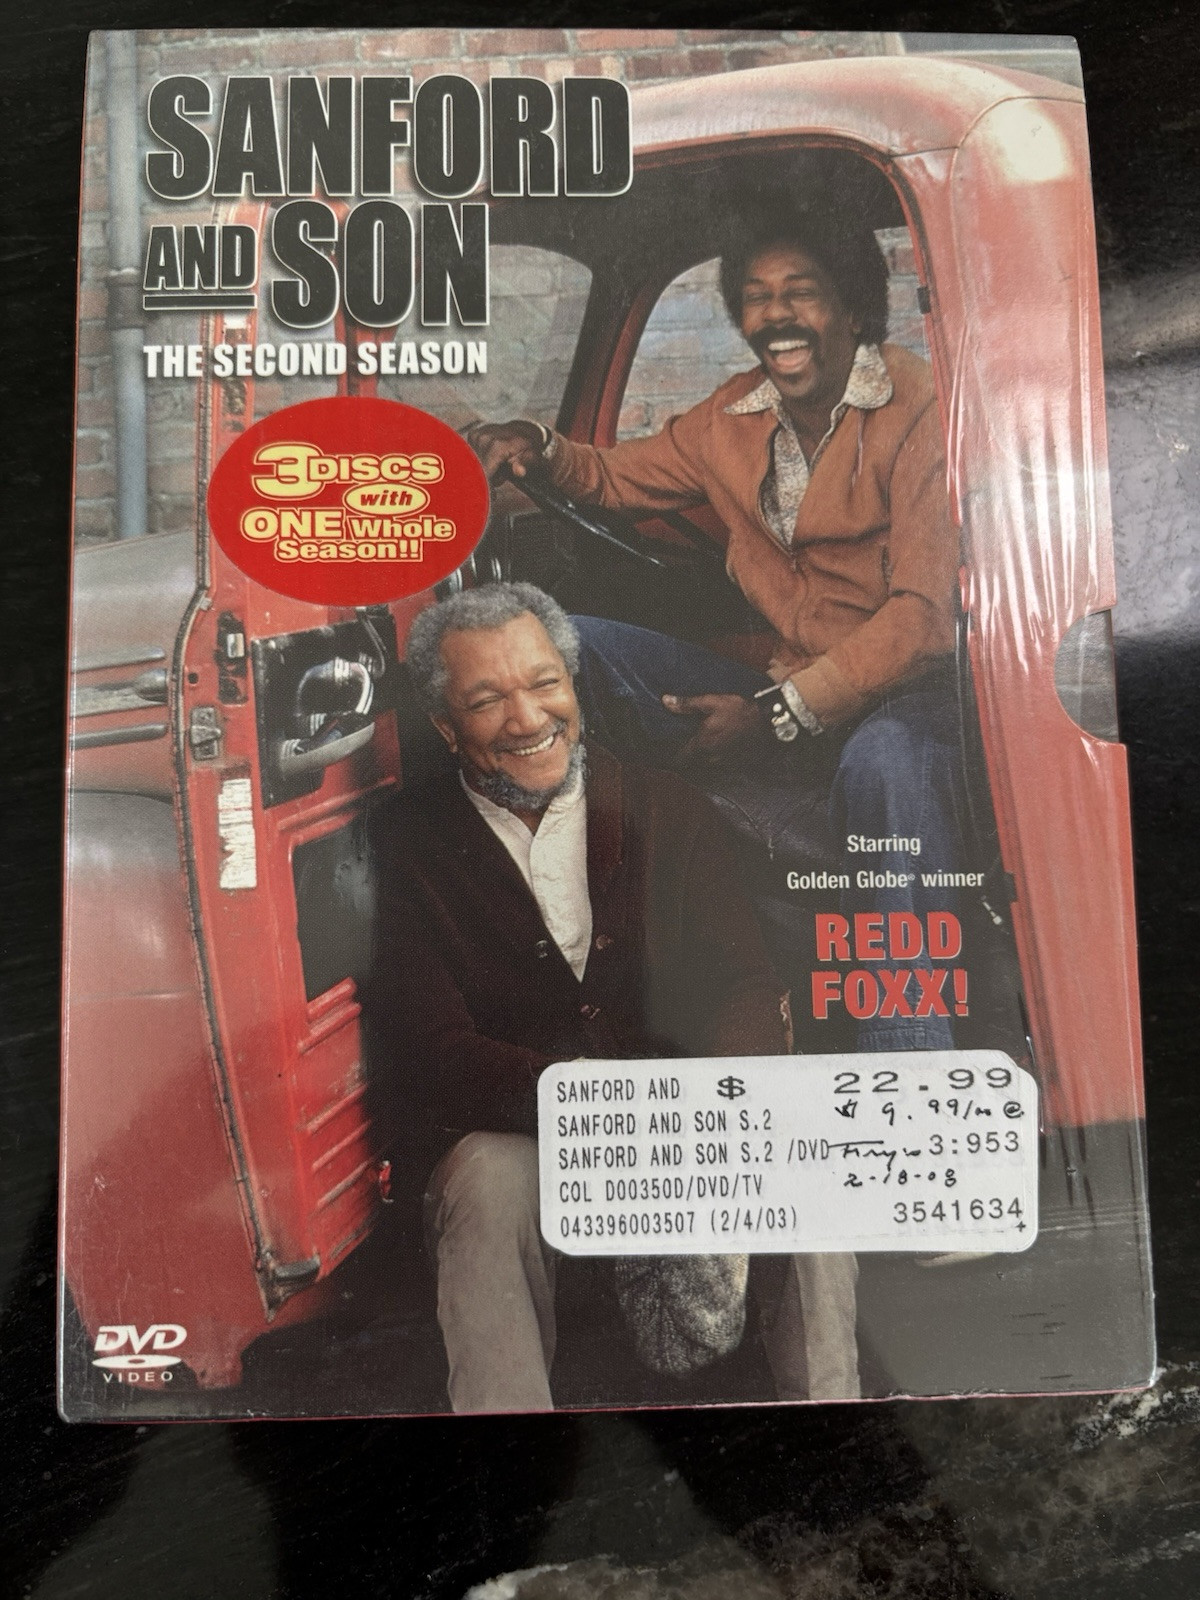 SANFORD
AND SON
THE SECOND SEASON
3 DISCS
with
ONE Whole
Season!!
Starring
Golden Globe® winner
REDD
FOXX!
SANFORD AND $ 22.99
SANFORD AND SON S.2 9.99/
SANFORD AND SON S.2 /DVD 3:953
COL D00350D/DVD/TV 2-18-03
043396003507 (2/4/03) 3541634
DVD
VIDEO